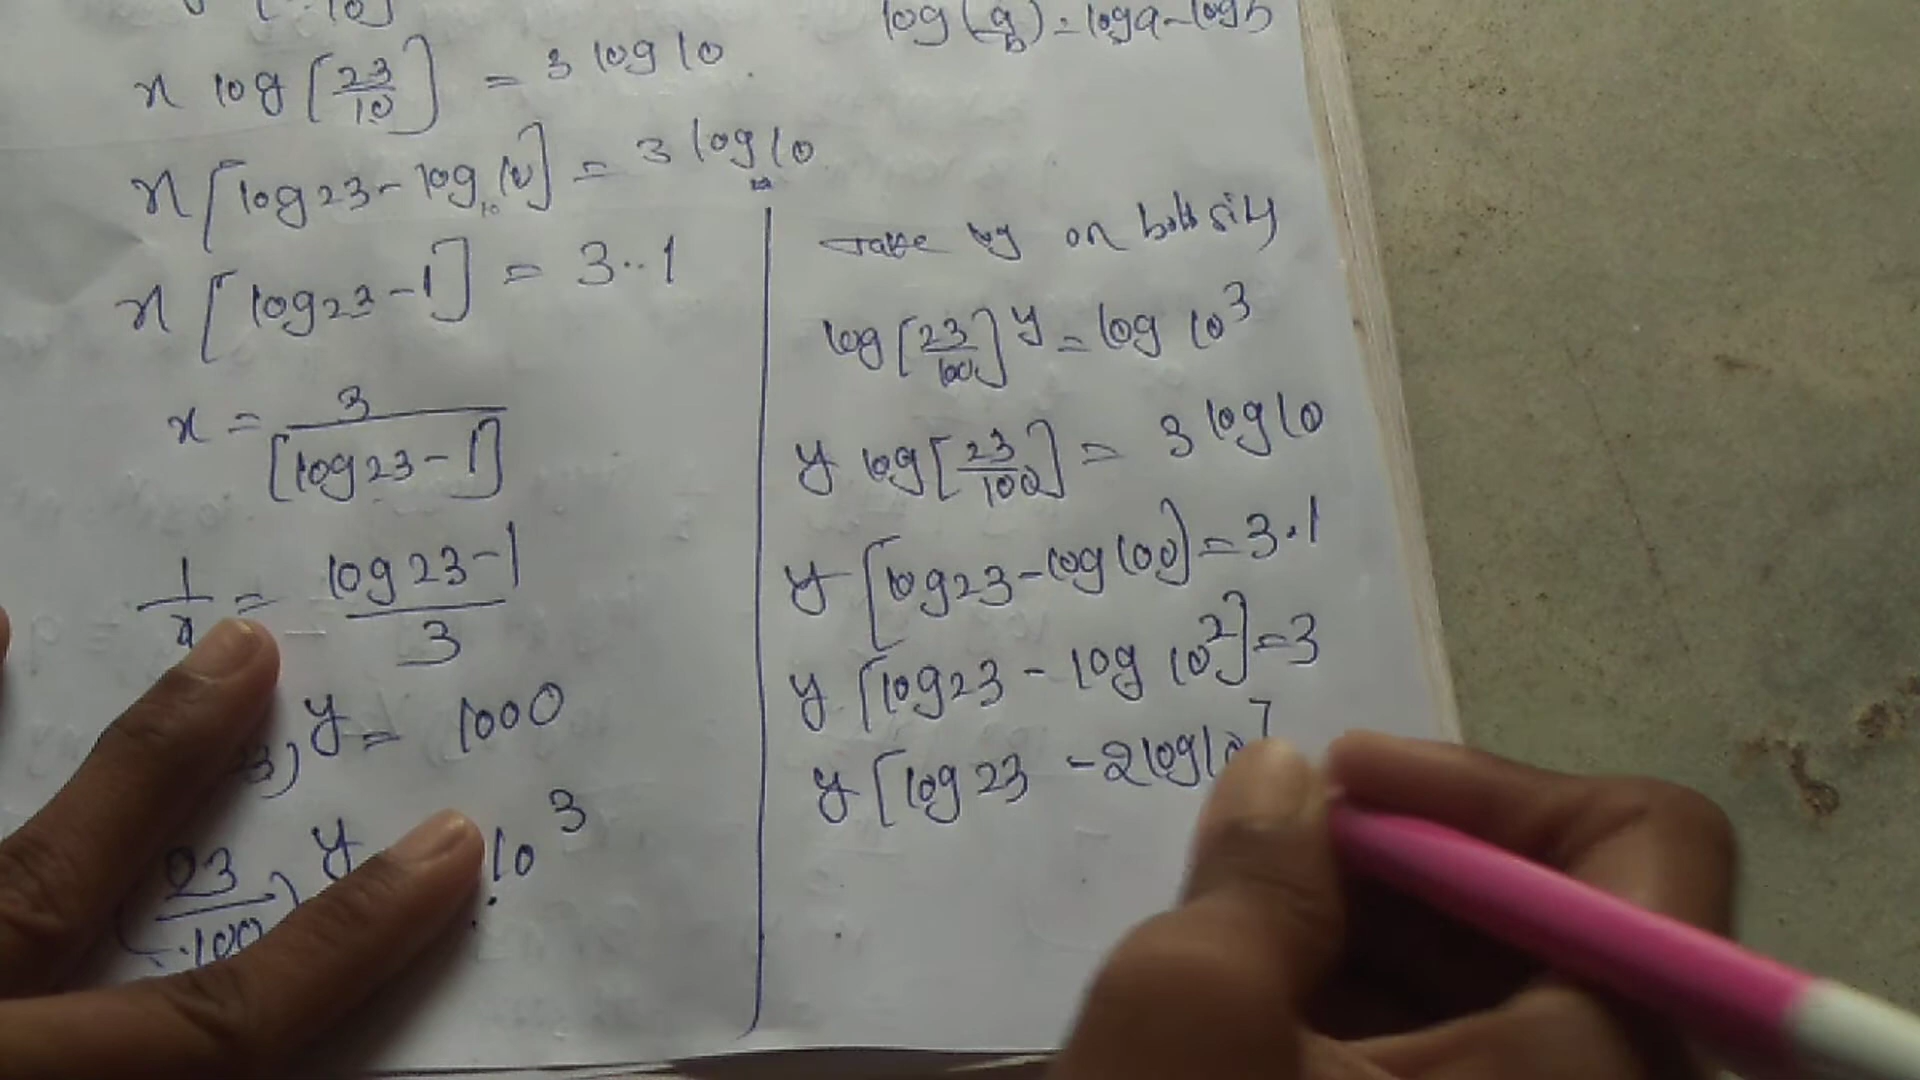 log(a/b) = log a - log b
x log [23/10] = 3 log 10
x [log 23 - log₁₀ 10] = 3 log 10
x [log 23 - 1] = 3 . 1
x = 3/[log 23 - 1]
1/x = log 23 - 1/3
y = 1000
(23/100)y 10³
Take log on both
log [23/100]^y = log 10³
y log [23/100] = 3 log 10
y [log 23 - log 100] = 3 . 1
y [log 23 - log 10²] = 3
y [log 23 - 2 log 10]